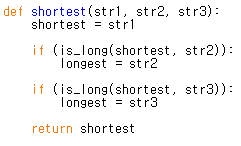 def shortest(str1, str2, str3):
    shortest = str1

    if (is_long(shortest, str2)):
        longest = str2

    if (is_long(shortest, str3)):
        longest = str3

    return shortest